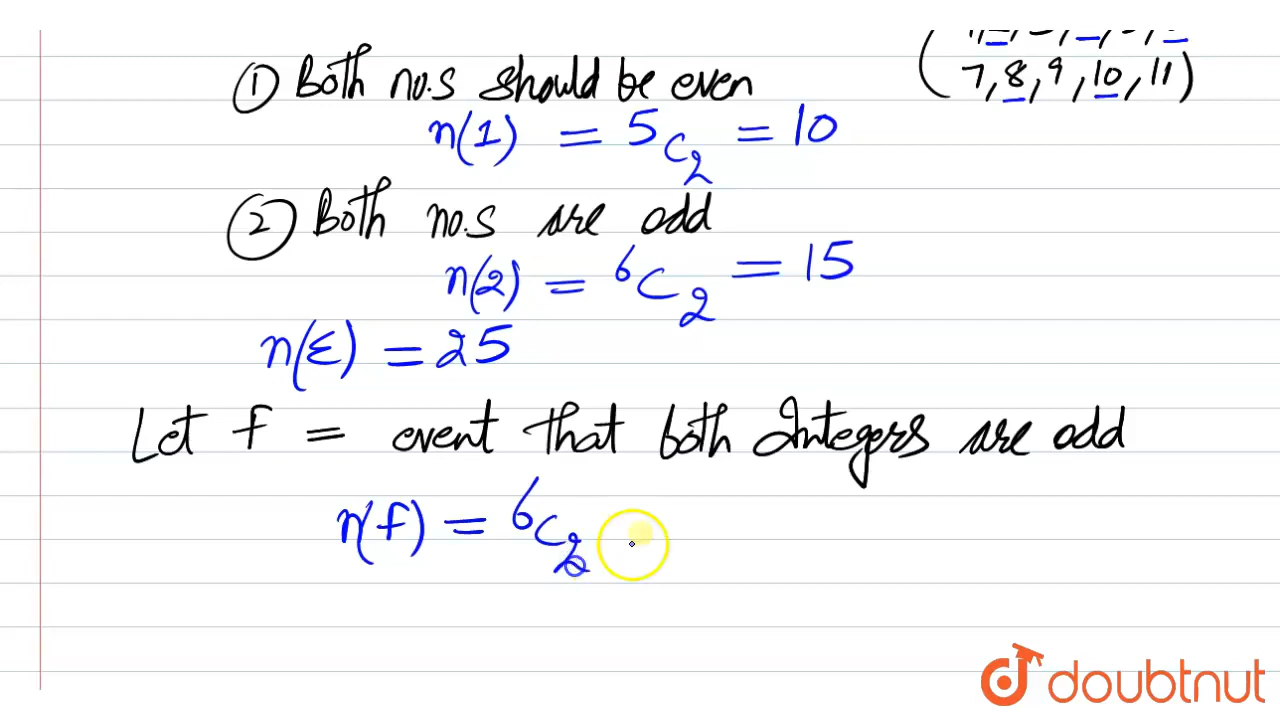 ① Both no.s should be even
7, 8, 9, 10, 11)
n(1) = 5C2 = 10
② Both no.s are odd
n(2) = 6C2 = 15
n(E) = 25
Let f = event that both Integers are odd
n(f) = 6C2
doubtnut